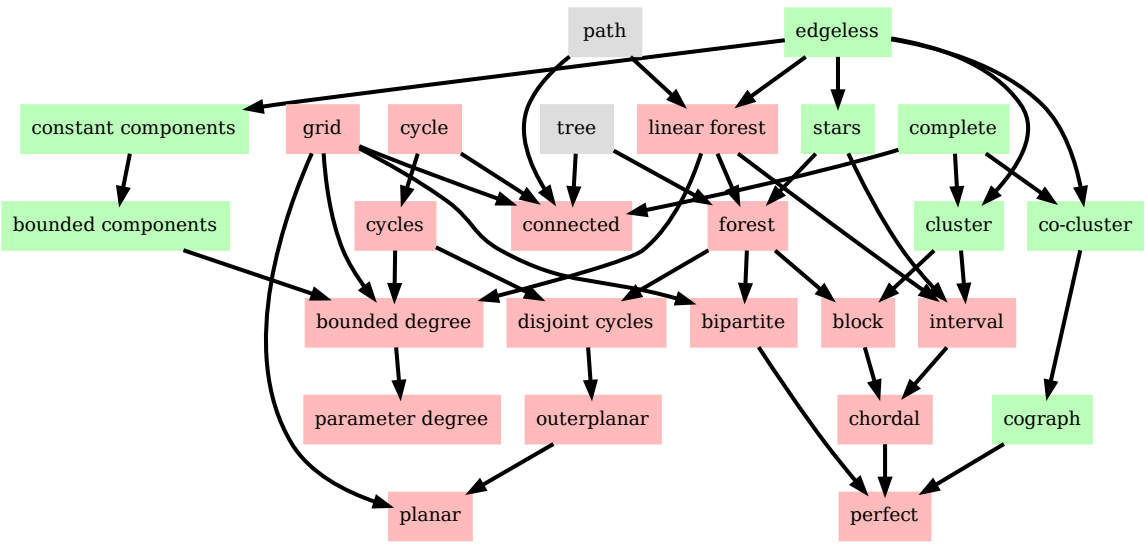 path
edgeless
constant components
grid
cycle
tree
linear forest
stars
complete
bounded components
cycles
connected
forest
cluster
co-cluster
bounded degree
disjoint cycles
bipartite
block
interval
parameter degree
outerplanar
chordal
cograph
planar
perfect